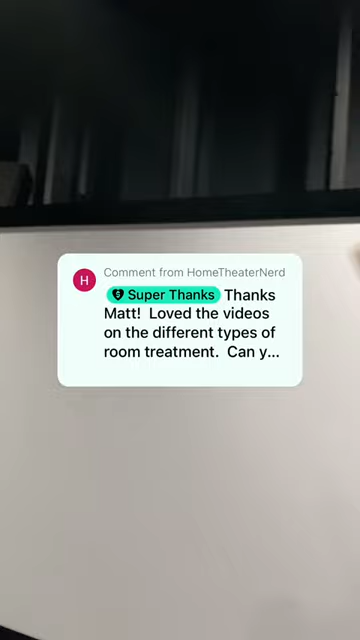 H
Comment from HomeTheaterNerd
Super Thanks Thanks
Matt! Loved the videos
on the different types of
room treatment. Can y...